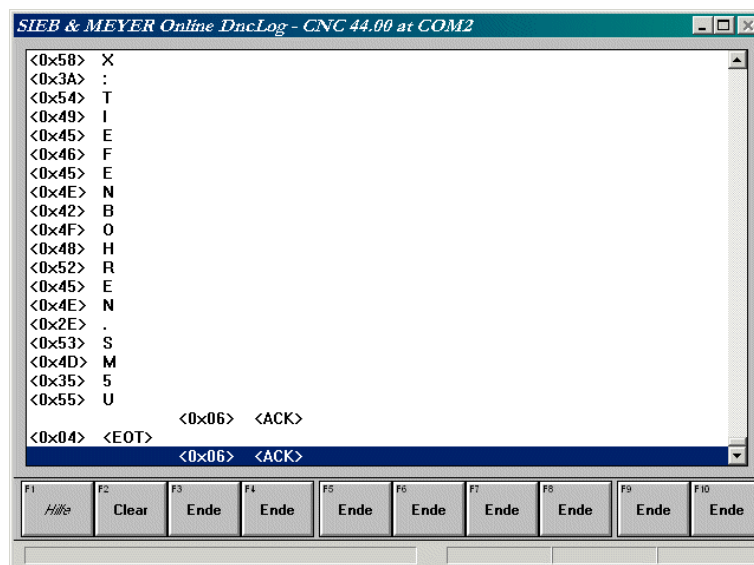 SIEB & MEYER Online DncLog - CNC 44.00 at COM2
<0x58> X
<0x3A> :
<0x54> T
<0x49> I
<0x45> E
<0x46> F
<0x45> E
<0x4E> N
<0x42> B
<0x4F> O
<0x48> H
<0x52> R
<0x45> E
<0x4E> N
<0x2E> .
<0x53> S
<0x4D> M
<0x35> 5
<0x55> U
<0x06> <ACK>
<0x04> <EOT>
<0x06> <ACK>
F1 Hilfe F2 Clear F3 Ende F4 Ende F5 Ende F6 Ende F7 Ende F8 Ende F9 Ende F10 Ende